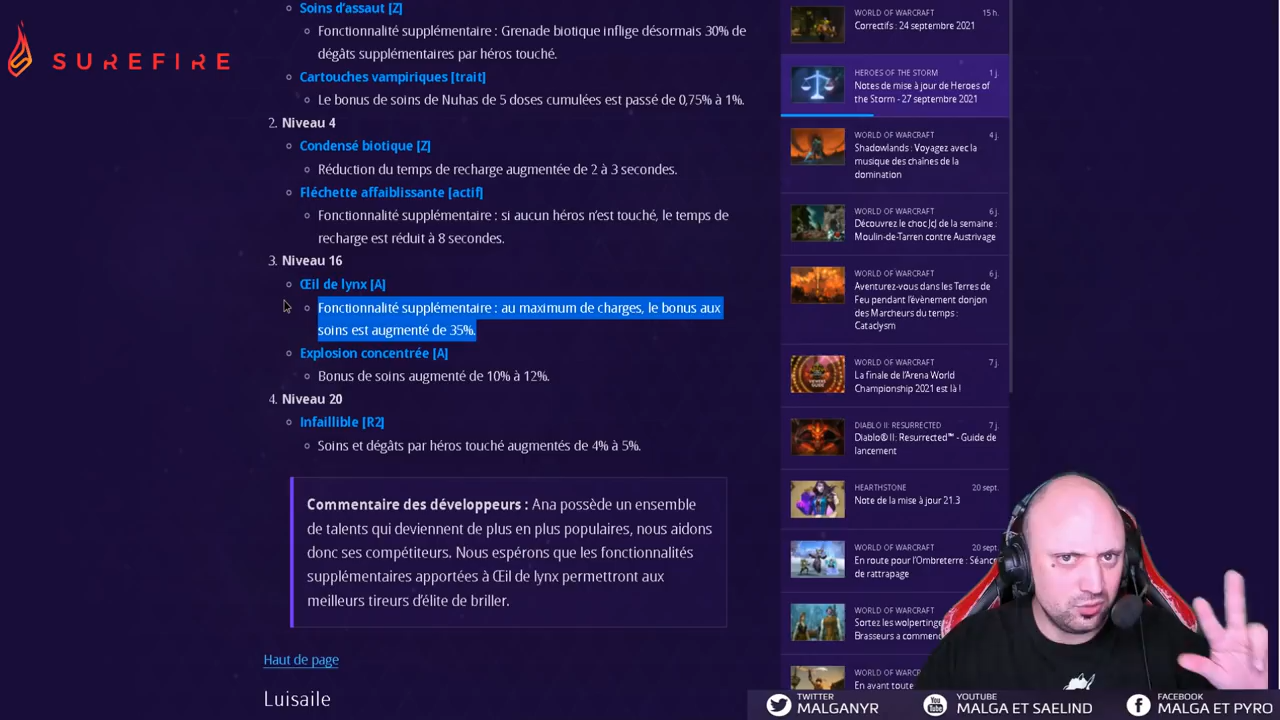 SUREFIRE
Soins d'assaut [Z]
Fonctionnalité supplémentaire : Grenade biotique inflige désormais 30% de
dégâts supplémentaires par héros touché.
Cartouches vampiriques [trait]
Le bonus de soins de Nuhas de 5 doses cumulées est passé de 0,75% à 1%.
2. Niveau 4
Condensé biotique [Z]
Réduction du temps de recharge augmentée de 2 à 3 secondes.
Fléchette affaiblissante [actif]
Fonctionnalité supplémentaire : si aucun héros n'est touché, le temps de
recharge est réduit à 8 secondes.
3. Niveau 16
Œil de lynx [A]
Fonctionnalité supplémentaire : au maximum de charges, le bonus aux
soins est augmenté de 35%.
Explosion concentrée [A]
Bonus de soins augmenté de 10% à 12%.
4. Niveau 20
Infaillible [R2]
Soins et dégâts par héros touché augmentés de 4% à 5%.
Commentaire des développeurs : Ana possède un ensemble
de talents qui deviennent de plus en plus populaires, nous aidons
donc ses compétiteurs. Nous espérons que les fonctionnalités
supplémentaires apportées à Œil de lynx permettront aux
meilleurs tireurs d'élite de briller.
Haut de page
Luisaile
WORLD OF WARCRAFT 15 h.
Correctifs : 24 septembre 2021
HEROES OF THE STORM 1 j.
Notes de mise à jour de Heroes of
the Storm - 27 septembre 2021
WORLD OF WARCRAFT 4 j.
Shadowlands : Voyagez avec la
musique des chaînes de la
domination
WORLD OF WARCRAFT 6 j.
Découvrez le choc JcJ de la semaine :
Moulin-de-Tarren contre Austrivage
WORLD OF WARCRAFT 6 j.
Aventurez-vous dans les Terres de
Feu pendant l'évènement donjon
des Marcheurs du temps :
Cataclysm
WORLD OF WARCRAFT 7 j.
La finale de l'Arena World
Championship 2021 est là !
DIABLO II: RESURRECTED 7 j.
Diablo® II: Resurrected™ - Guide de
lancement
HEARTHSTONE 20 sept.
Note de la mise à jour 21.3
WORLD OF WARCRAFT 20 sept.
En route pour l'Ombreterre : Séance
de rattrapage
WORLD OF WARCRAFT
Sortez les
Brasseurs a
WORLD OF WARCRAFT
En avant toute
TWITTER
MALGANYR
YOUTUBE
MALGA ET SAELIND
FACEBOOK
MALGA ET PYRO